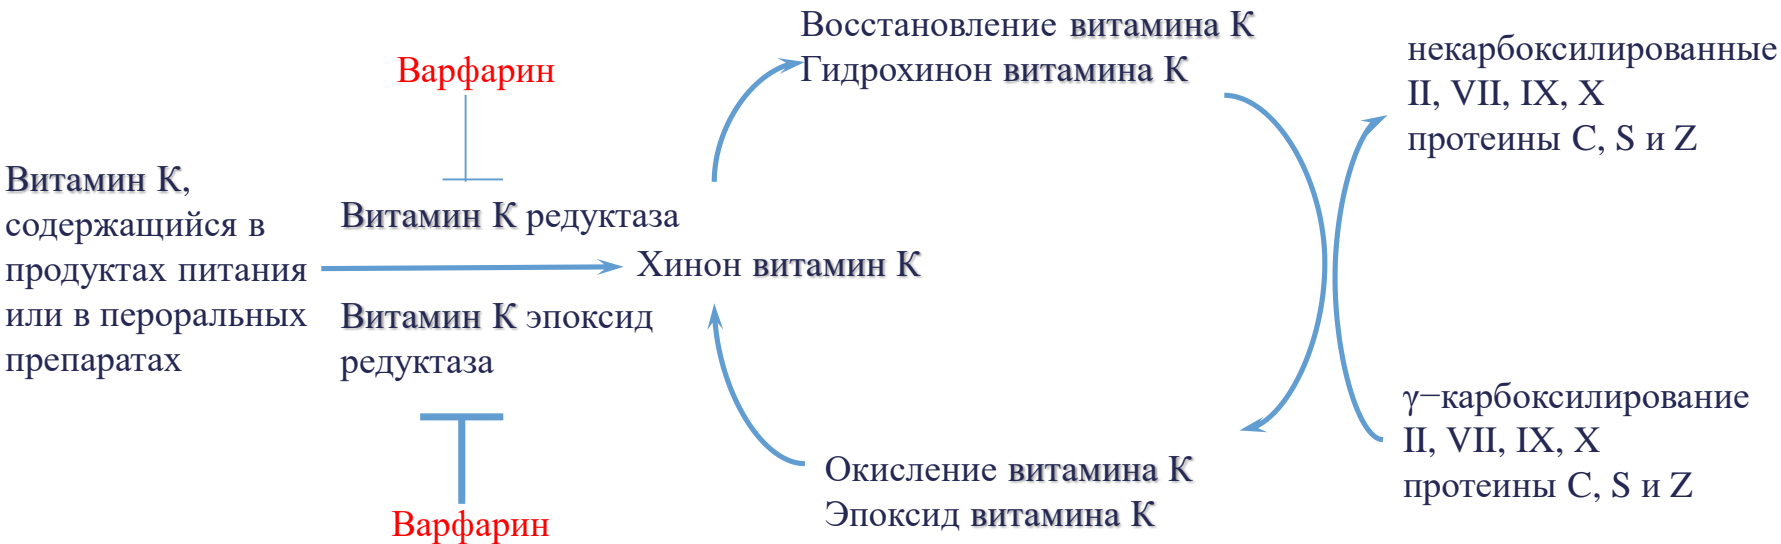 Восстановление витамина К
Гидрохинон витамина К
некарбоксилированные
II, VII, IX, X
протеины C, S и Z
Варфарин
Витамин К,
содержащийся в
продуктах питания
или в пероральных
препаратах
Витамин К редуктаза
Хинон витамин К
Витамин К эпоксид
редуктаза
Варфарин
Окисление витамина К
Эпоксид витамина К
γ−карбоксилирование
II, VII, IX, X
протеины C, S и Z